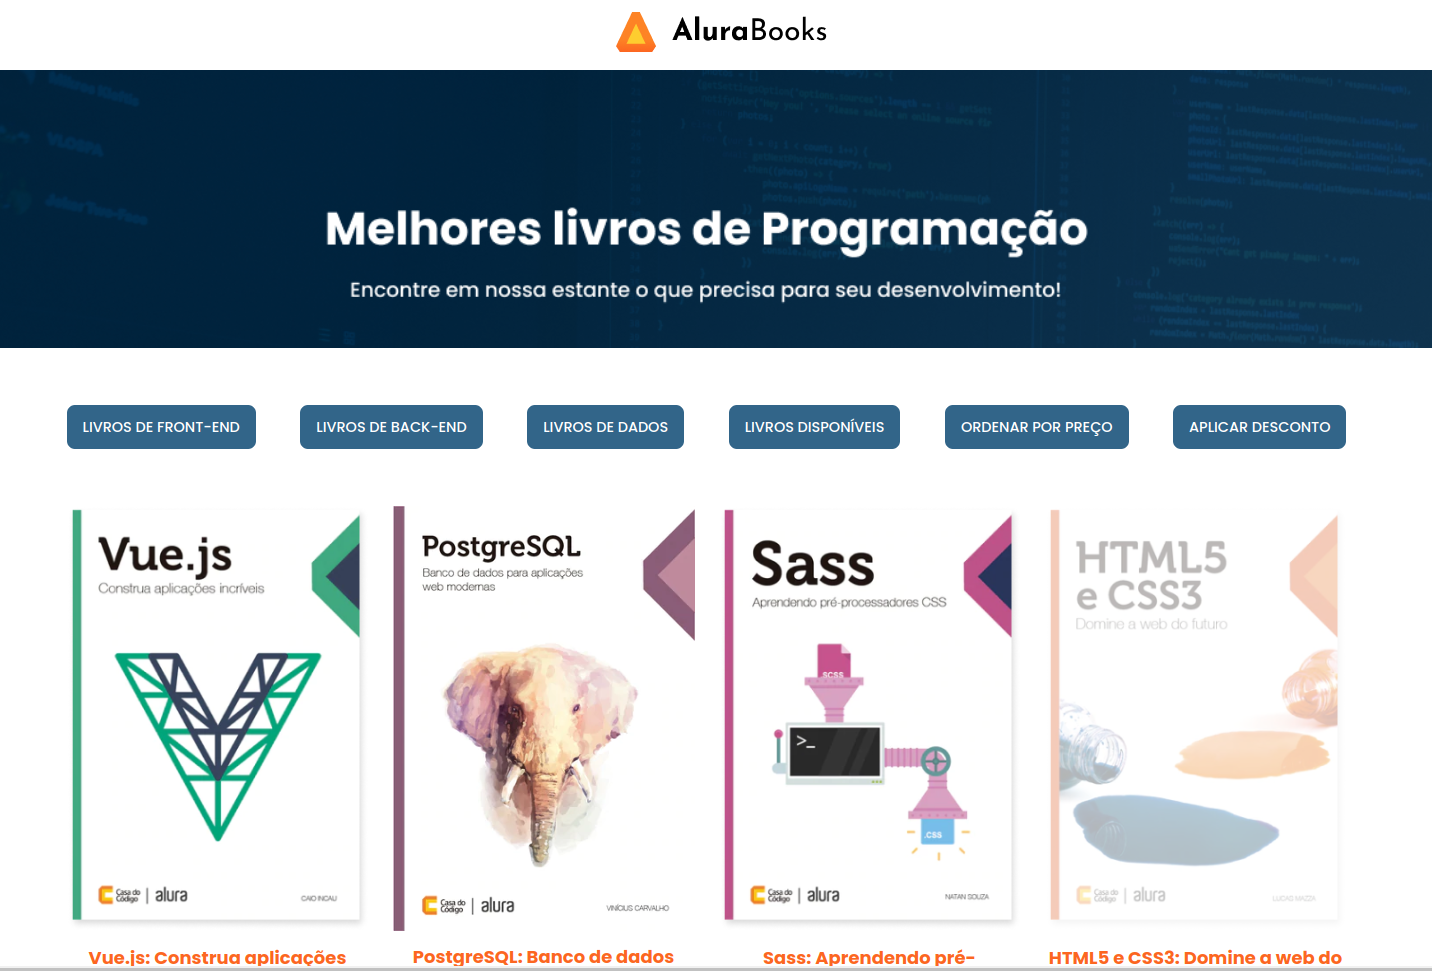 AluraBooks
Melhores livros de Programação
Encontre em nossa estante o que precisa para seu desenvolvimento!
LIVROS DE FRONT-END
LIVROS DE BACK-END
LIVROS DE DADOS
LIVROS DISPONÍVEIS
ORDENAR POR PREÇO
APLICAR DESCONTO
Vue.js
Construa aplicações incríveis
Casa do
Código
alura
CAIO INCAU
PostgreSQL
Banco de dados para aplicações
web modernas
Casa do
Código
alura
VINÍCIUS CARVALHO
Sass
Aprendendo pré-processadores CSS
SCSS
>_
.CSS
Casa do
Código
alura
NATAN SOUZA
HTML5
e CSS3
Domine a web do futuro
Casa do
Código
alura
LUCAS MAZZA
Vue.js: Construa aplicações
PostgreSQL: Banco de dados
Sass: Aprendendo pré-
HTML5 e CSS3: Domine a web do